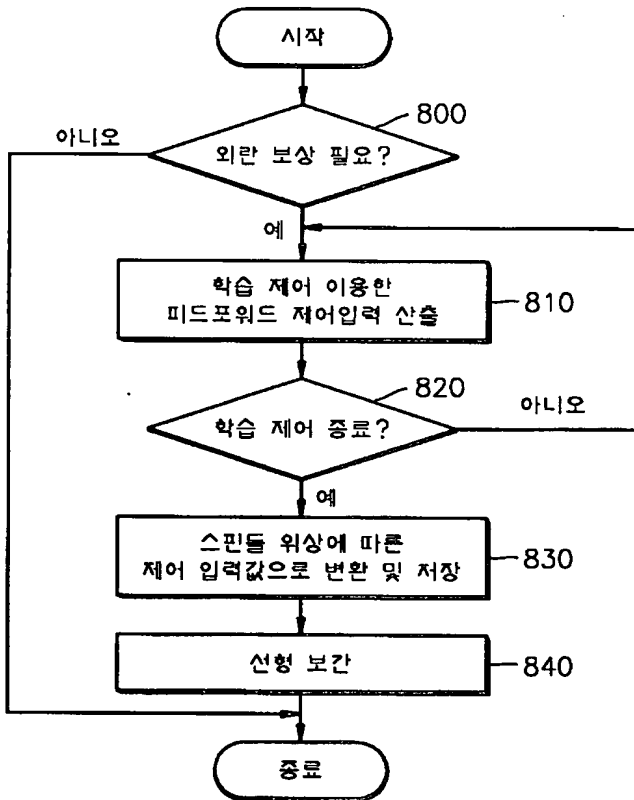 시작
800
아니오
외란 보상 필요?
예
학습 제어 이용한
피드포워드 제어입력 산출
810
820
아니오
학습 제어 종료?
예
스핀들 위상에 따른
제어 입력값으로 변환 및 저장
830
선형 보간
840
종료